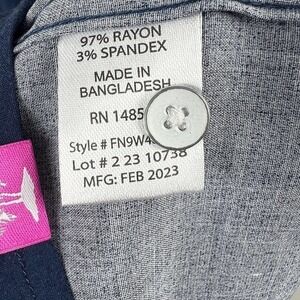 97% RAYON
3% SPANDEX
MADE IN
BANGLADESH
RN 1485
Style # FN9W4
Lot # 2 23 10738
MFG: FEB 2023